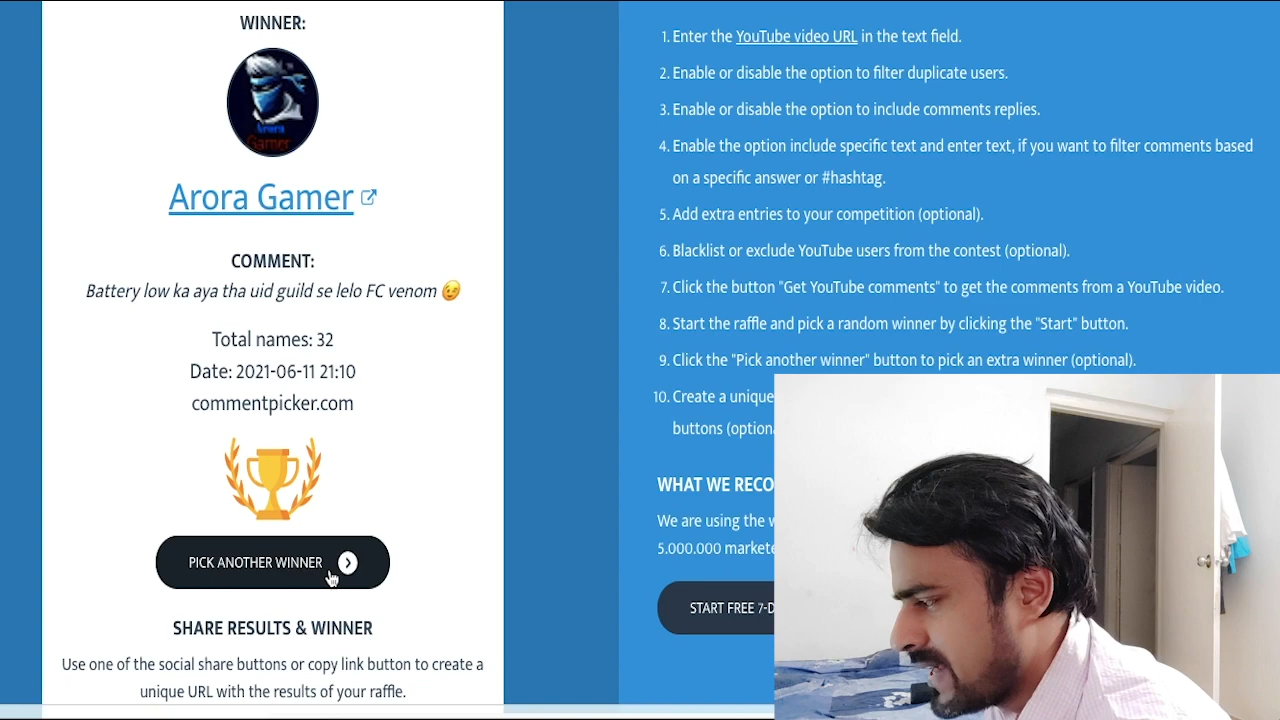 WINNER:
Arora
Gamer
Arora Gamer
COMMENT:
Battery low ka aya tha uid guild se lelo FC venom 😉
Total names: 32
Date: 2021-06-11 21:10
commentpicker.com
PICK ANOTHER WINNER
SHARE RESULTS & WINNER
Use one of the social share buttons or copy link button to create a
unique URL with the results of your raffle.
1. Enter the YouTube video URL in the text field.
2. Enable or disable the option to filter duplicate users.
3. Enable or disable the option to include comments replies.
4. Enable the option include specific text and enter text, if you want to filter comments based
on a specific answer or #hashtag.
5. Add extra entries to your competition (optional).
6. Blacklist or exclude YouTube users from the contest (optional).
7. Click the button "Get YouTube comments" to get the comments from a YouTube video.
8. Start the raffle and pick a random winner by clicking the "Start" button.
9. Click the "Pick another winner" button to pick an extra winner (optional).
10. Create a unique
buttons
WHAT WE
We are using the
5.000.000
START FREE